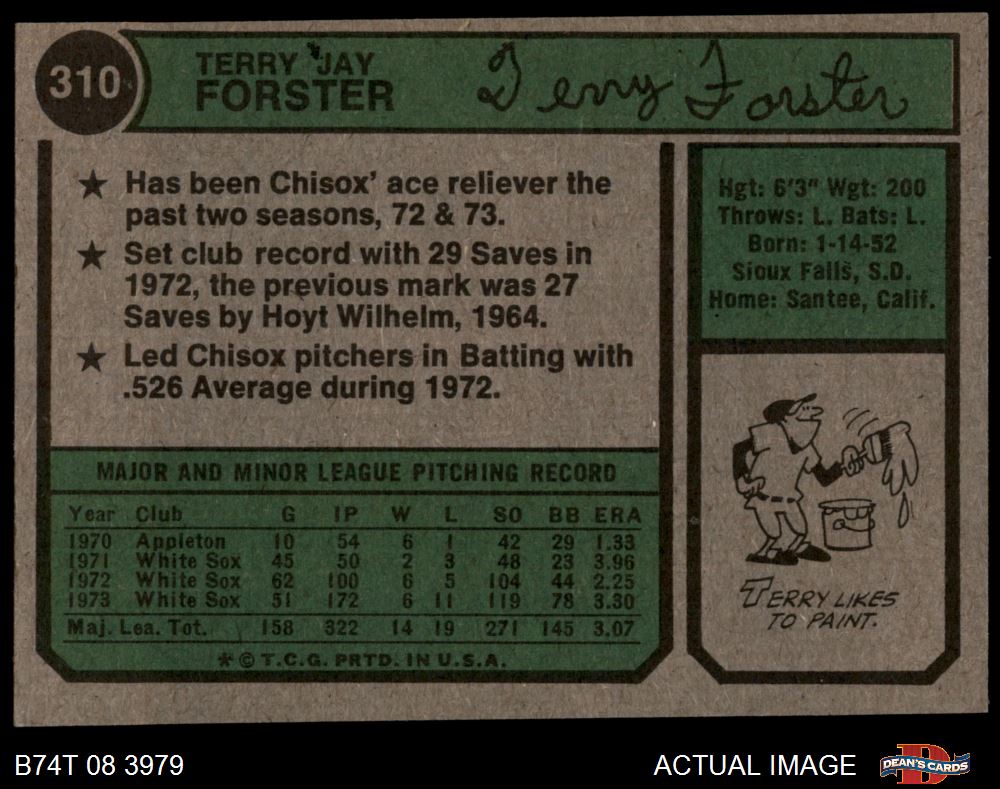 310
TERRY JAY
FORSTER
Terry Forster
★ Has been Chisox' ace reliever the
past two seasons, 72 & 73.
★ Set club record with 29 Saves in
1972, the previous mark was 27
Saves by Hoyt Wilhelm, 1964.
★ Led Chisox pitchers in Batting with
.526 Average during 1972.
Hgt: 6'3" Wgt: 200
Throws: L. Bats: L.
Born: 1-14-52
Sioux Falls, S.D.
Home: Santee, Calif.
MAJOR AND MINOR LEAGUE PITCHING RECORD
Year Club G IP W L SO BB ERA
1970 Appleton 10 54 6 1 42 29 1.33
1971 White Sox 45 50 2 3 48 23 3.96
1972 White Sox 62 100 6 5 104 44 2.25
1973 White Sox 51 172 6 11 119 78 3.30
Maj. Lea. Tot. 158 322 14 19 271 145 3.07
★ © T.C.G. PRTD. IN U.S.A.
TERRY LIKES
TO PAINT.
B74T 08 3979
ACTUAL IMAGE
DEAN'S CARDS